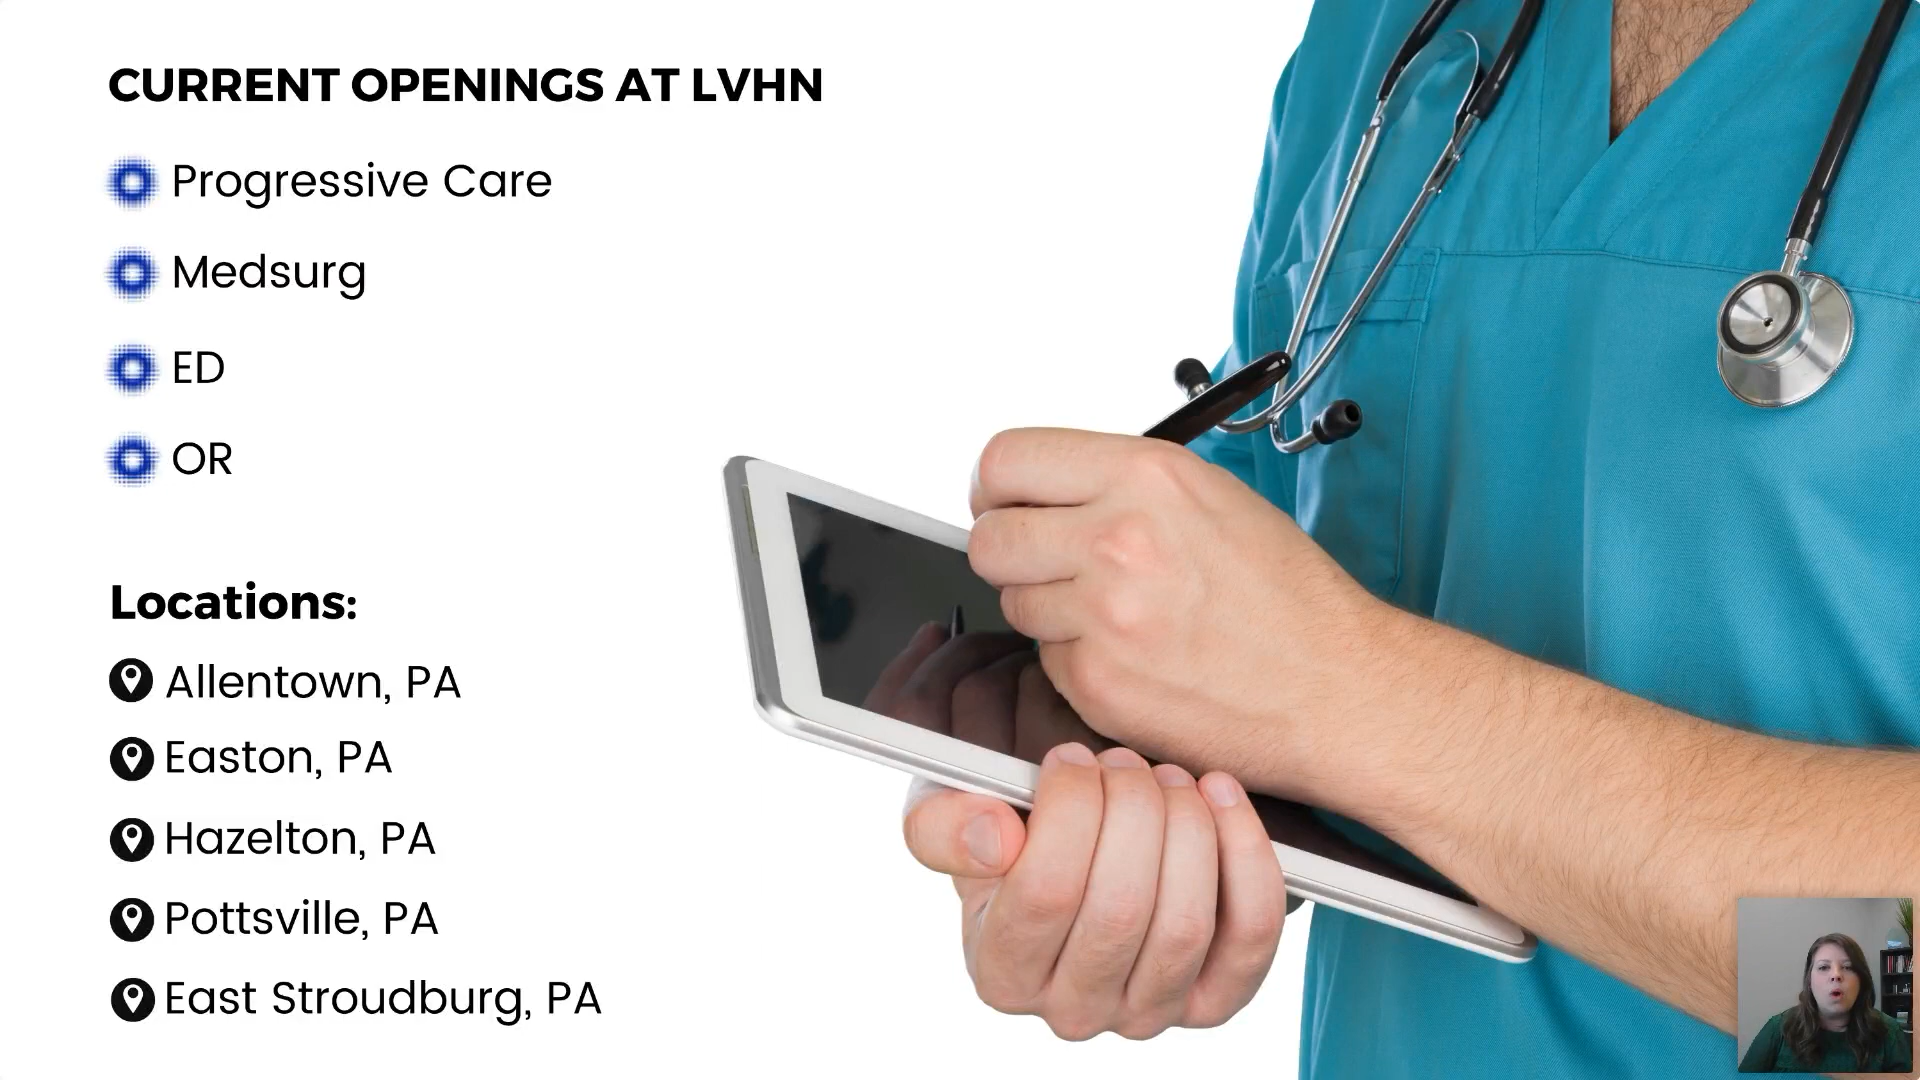 CURRENT OPENINGS AT LVHN
Progressive Care
Medsurg
ED
OR
Locations:
Allentown, PA
Easton, PA
Hazelton, PA
Pottsville, PA
East Stroudburg, PA